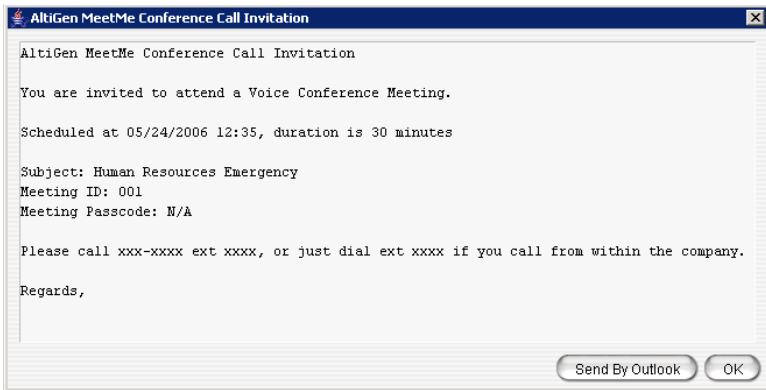 AltiGen MeetMe Conference Call Invitation
AltiGen MeetMe Conference Call Invitation
You are invited to attend a Voice Conference Meeting.
Scheduled at 05/24/2006 12:35, duration is 30 minutes
Subject: Human Resources Emergency
Meeting ID: 001
Meeting Passcode: N/A
Please call xxx-xxxx ext xxxx, or just dial ext xxxx if you call from within the company.
Regards,
Send By Outlook
OK